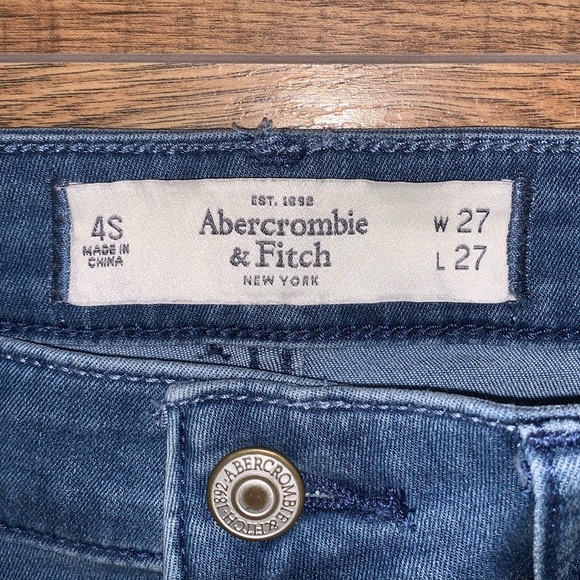 EST. 1892
4S
MADE IN
CHINA
Abercrombie
& Fitch
NEW YORK
W 27
L 27
ABERCROMBIE & FITCH · 1892 ·